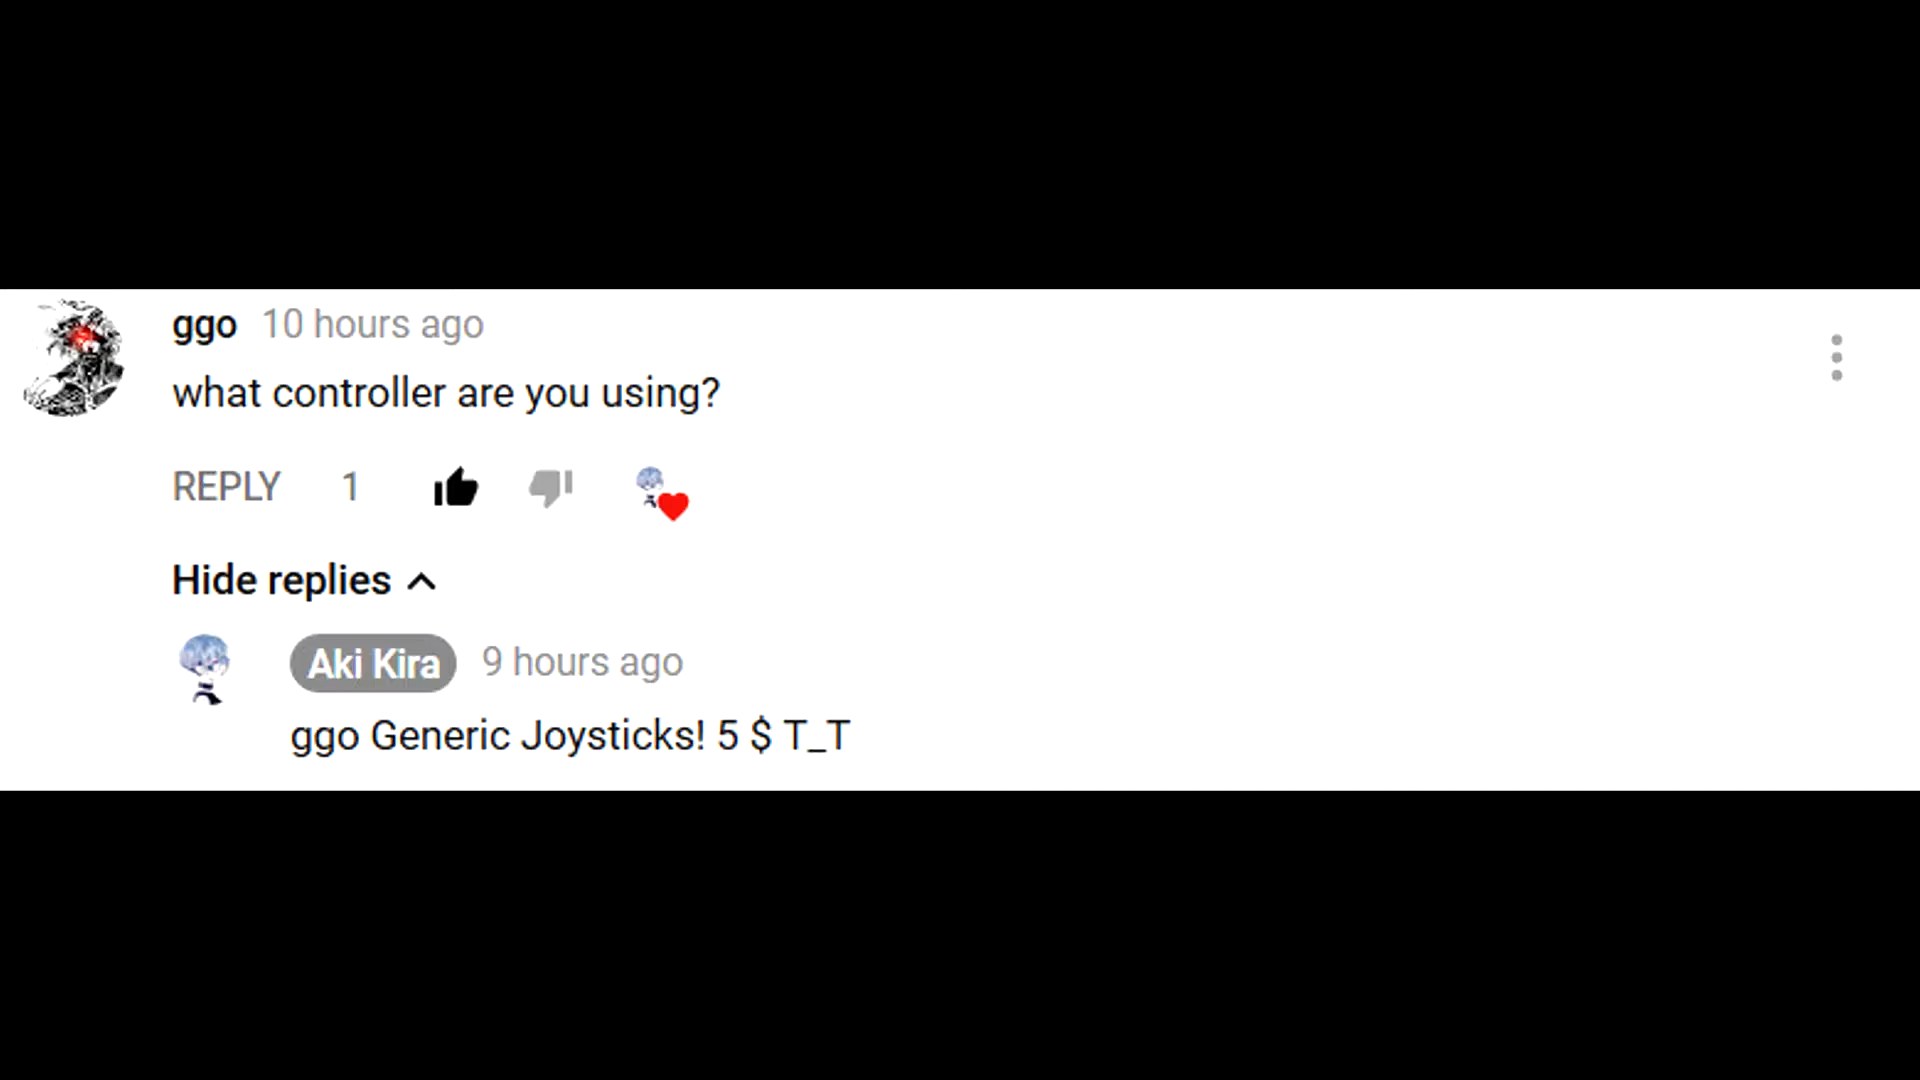 ggo 10 hours ago
what controller are you using?
REPLY 1
Hide replies
Aki Kira 9 hours ago
ggo Generic Joysticks! 5 $ T_T